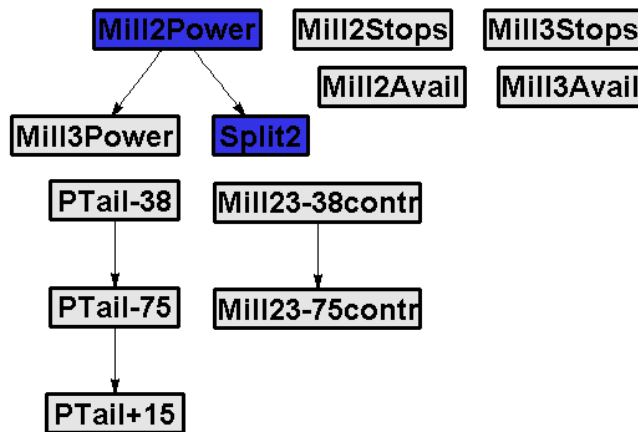 Mill2Power
Mill2Stops
Mill3Stops
Mill2Avail
Mill3Avail
Mill3Power
Split2
PTail-38
Mill23-38contr
PTail-75
Mill23-75contr
PTail+15